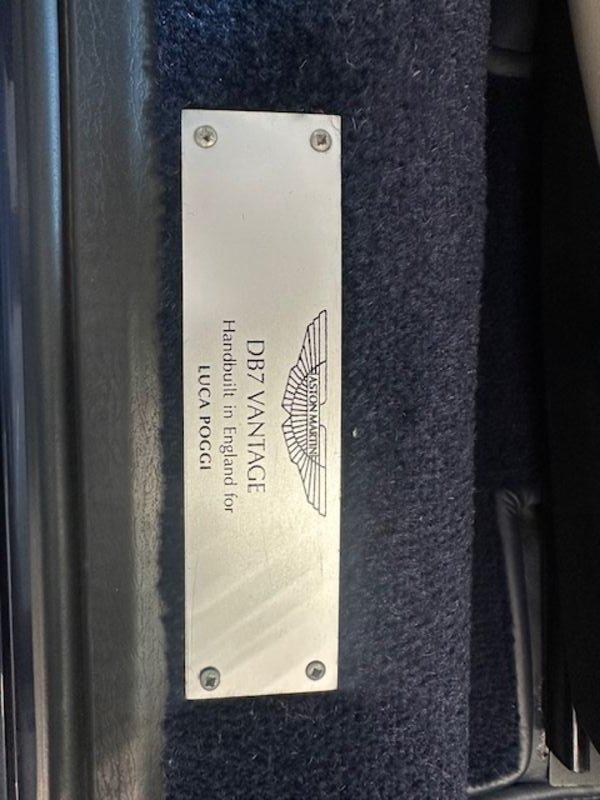 ASTON MARTIN
DB7 VANTAGE
Handbuilt in England for
LUCA POGGI